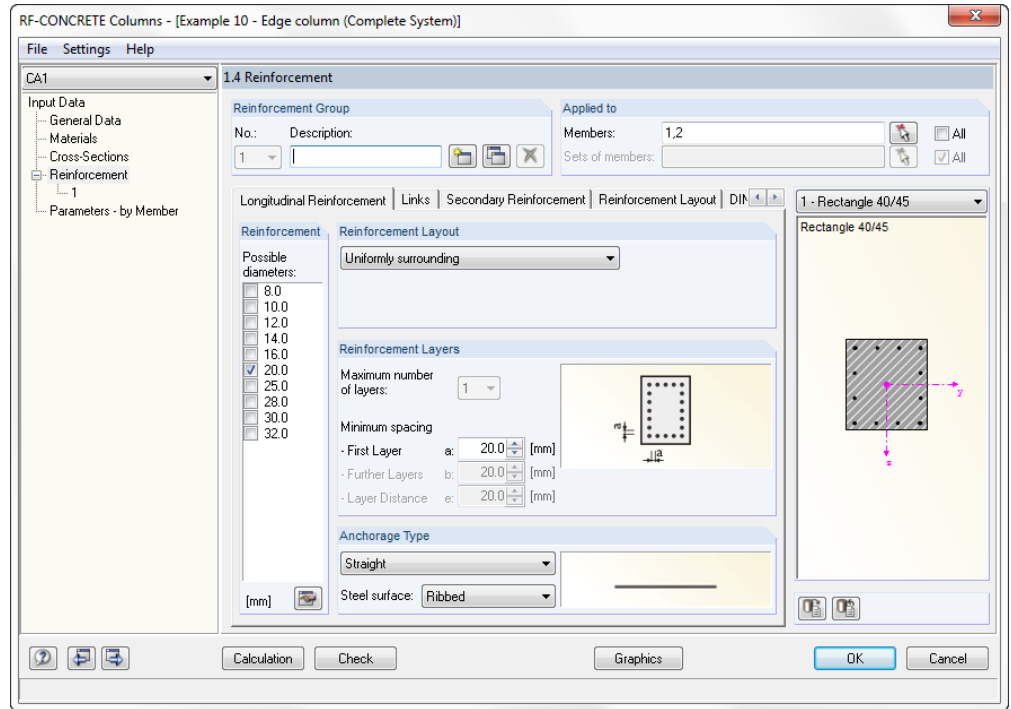 RF-CONCRETE Columns - [Example 10 - Edge column (Complete System)]
File Settings Help
CA1
1.4 Reinforcement
Input Data
General Data
Materials
Cross-Sections
Reinforcement
1
Parameters - by Member
Reinforcement Group
No.: Description:
1
Applied to
Members: 1,2 All
Sets of members: All
Longitudinal Reinforcement Links Secondary Reinforcement Reinforcement Layout DIN
Reinforcement
Possible
diameters:
8.0
10.0
12.0
14.0
16.0
20.0
25.0
28.0
30.0
32.0
[mm]
Reinforcement Layout
Uniformly surrounding
Reinforcement Layers
Maximum number
of layers: 1
Minimum spacing
- First Layer a: 20.0 [mm]
- Further Layers b: 20.0 [mm]
- Layer Distance e: 20.0 [mm]
a
a
Anchorage Type
Straight
Steel surface: Ribbed
1 - Rectangle 40/45
Rectangle 40/45
y
z
Calculation Check Graphics OK Cancel